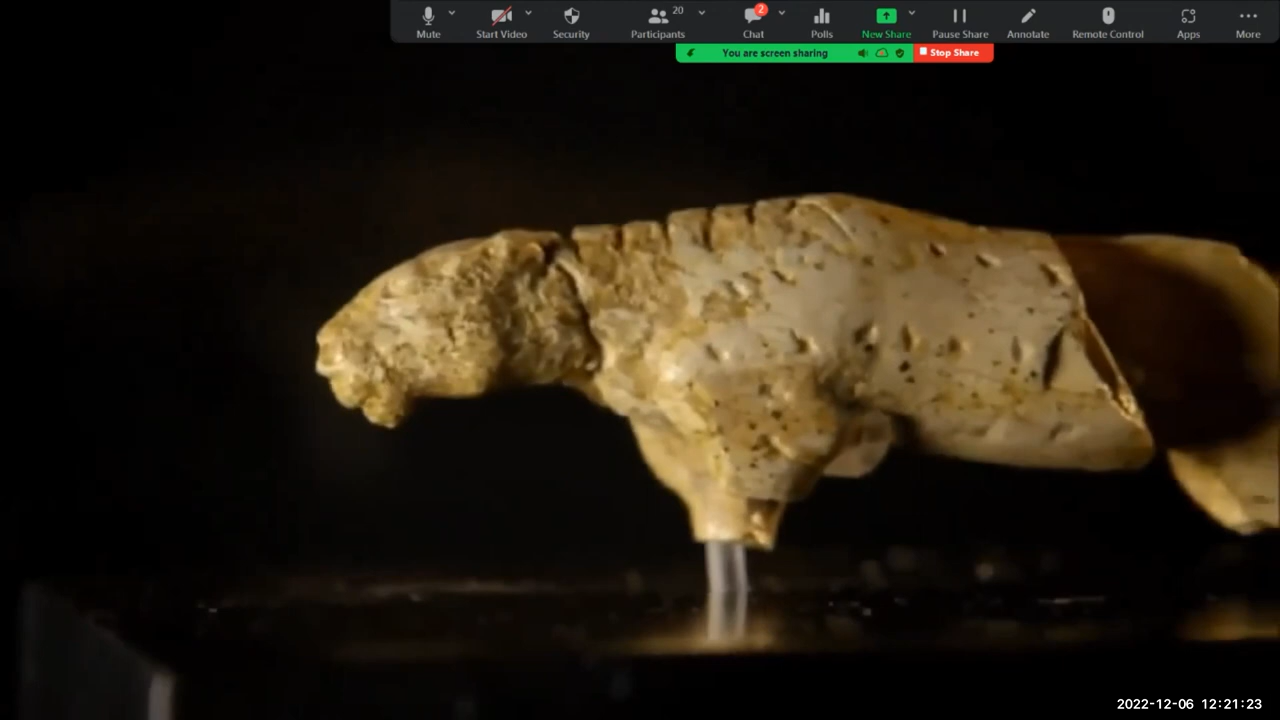 20
2
Mute
Start Video
Security
Participants
Chat
Polls
New Share
Pause Share
Annotate
Remote Control
Apps
More
You are screen sharing
Stop Share
2022-12-06 12:21:23